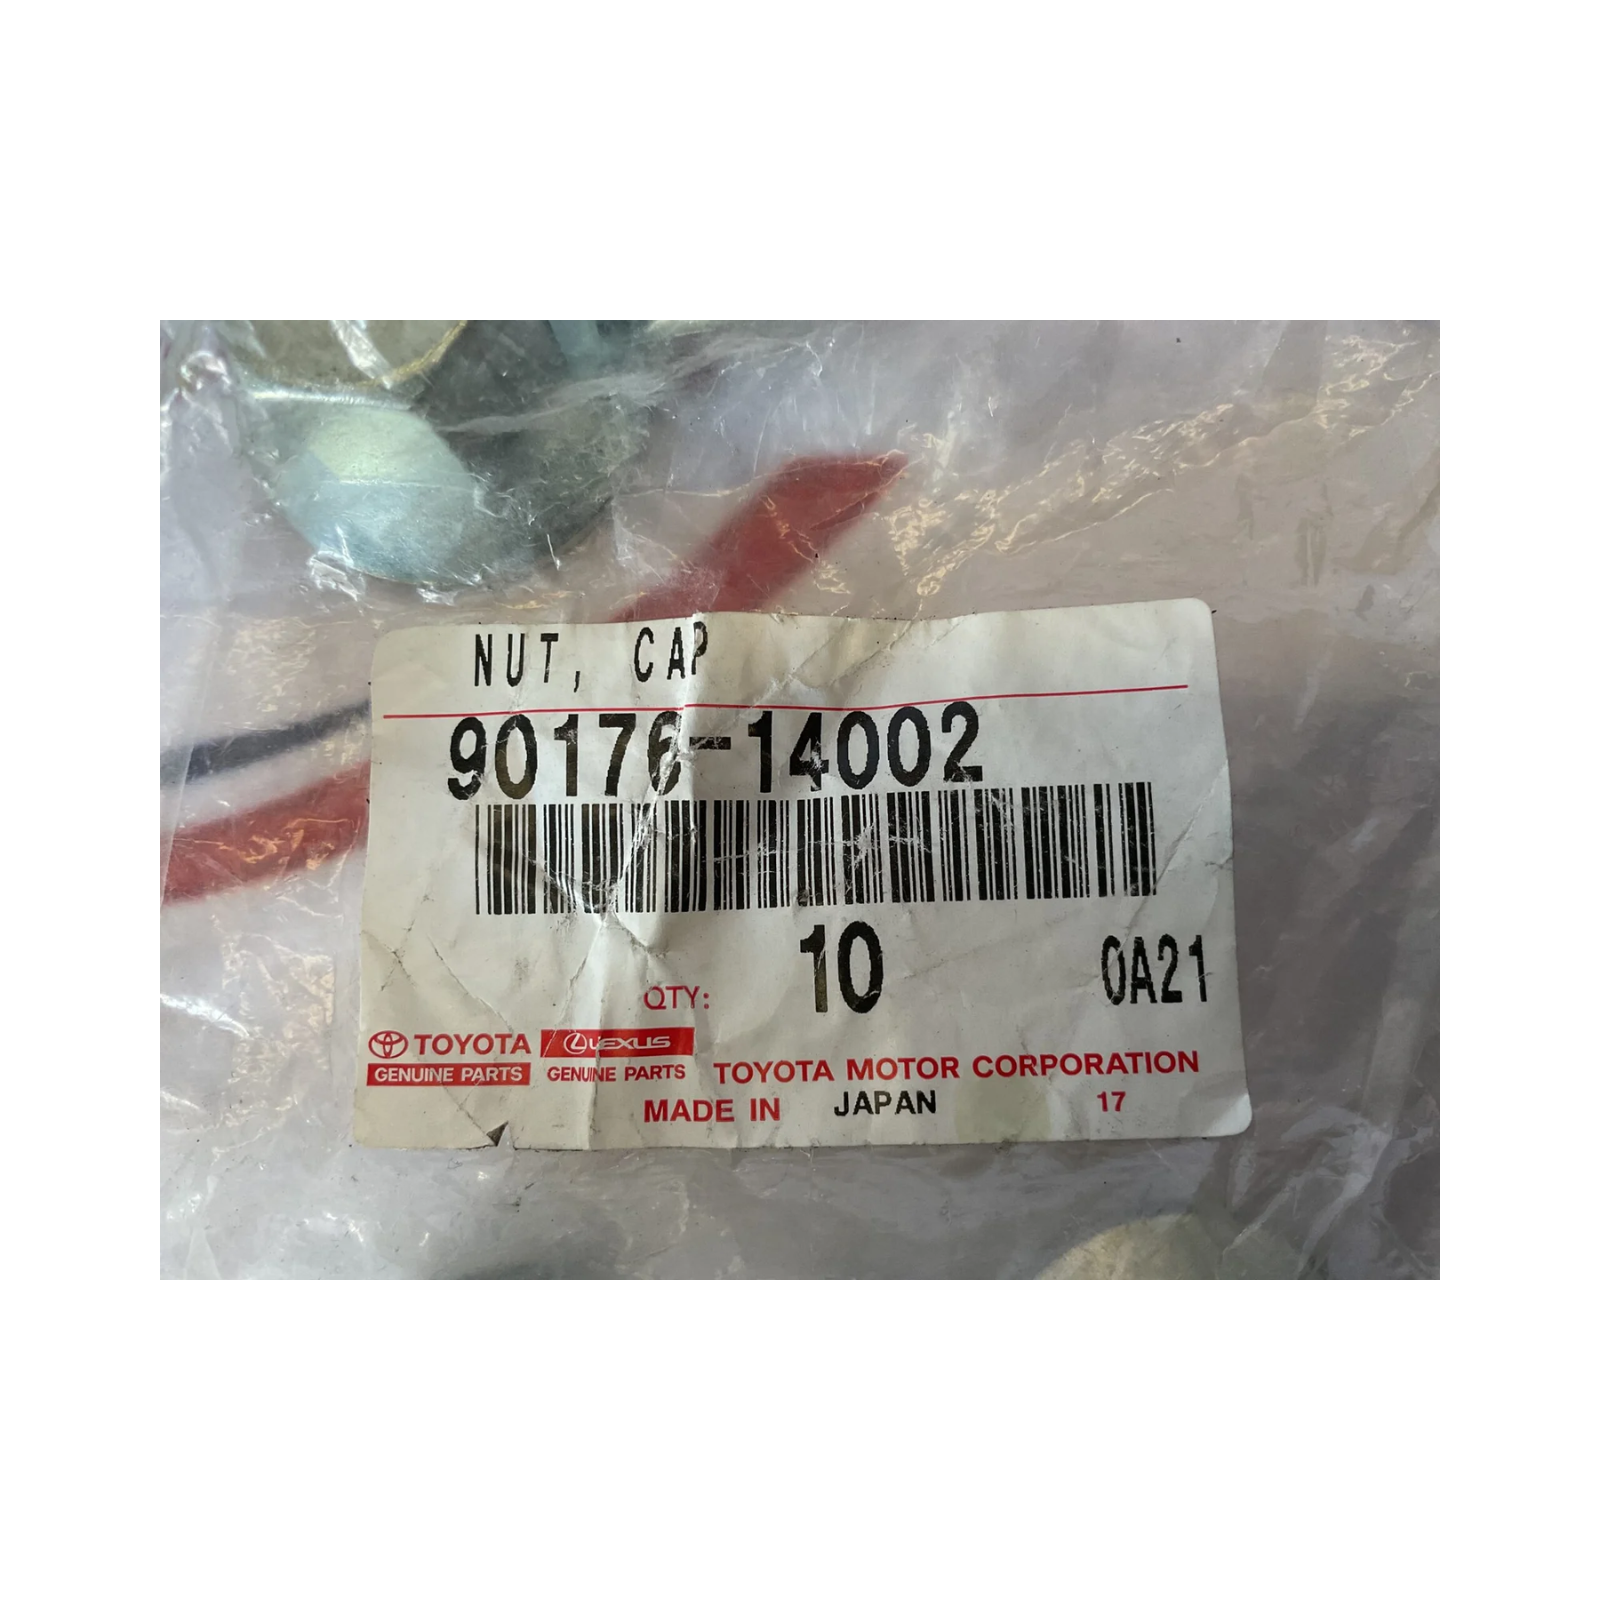 NUT, CAP
90176-14002
QTY: 10 0A21
TOYOTA LEXUS
GENUINE PARTS GENUINE PARTS TOYOTA MOTOR CORPORATION
MADE IN JAPAN 17